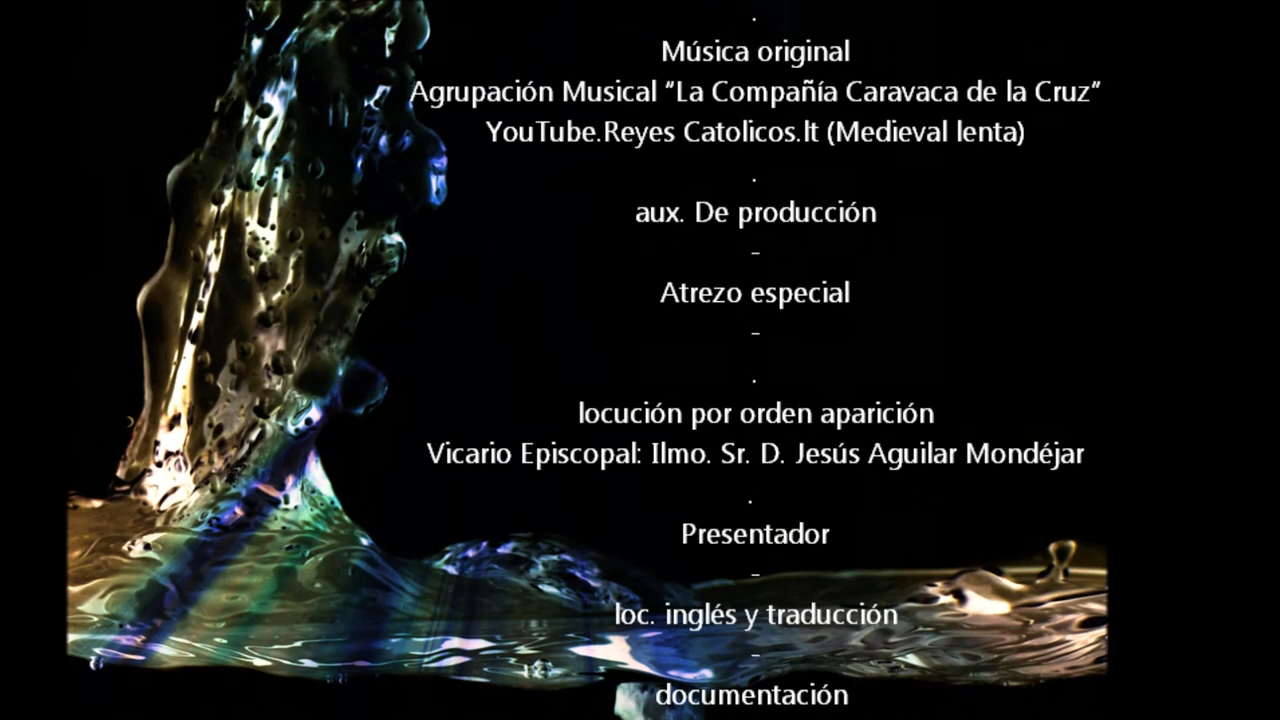 .
Música original
Agrupación Musical “La Compañía Caravaca de la Cruz”
YouTube.Reyes Catolicos.lt (Medieval lenta)
.
aux. De producción
-
Atrezo especial
-
.
locución por orden aparición
Vicario Episcopal: Ilmo. Sr. D. Jesús Aguilar Mondéjar
.
Presentador
-
loc. inglés y traducción
-
documentación